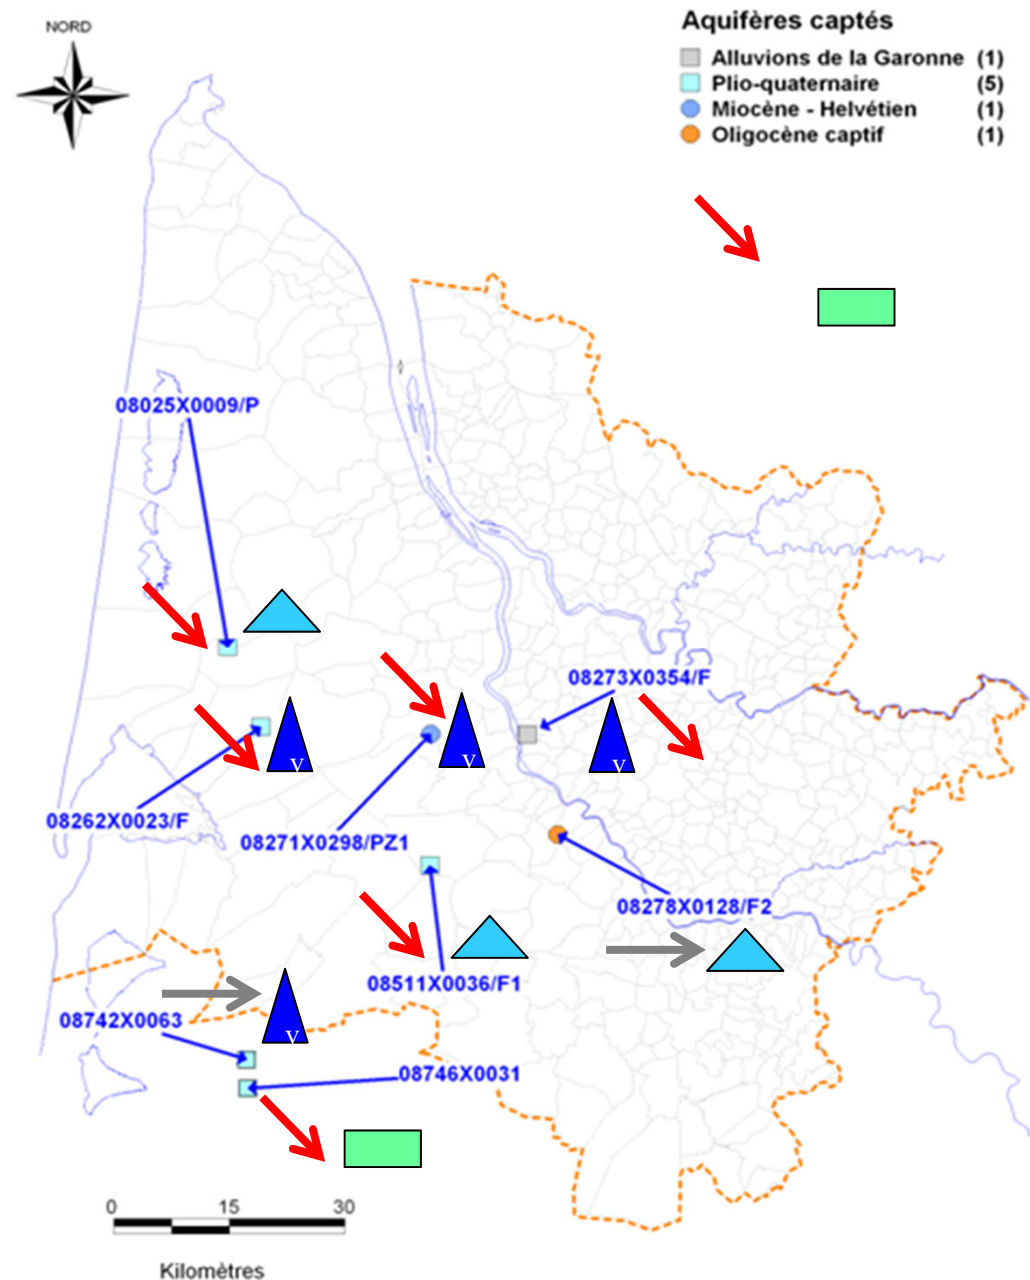 NORD
Aquifères captés
Alluvions de la Garonne (1)
Plio-quaternaire (5)
Miocène - Helvétien (1)
Oligocène captif (1)
08025X0009/P
08273X0354/F
v
v
v
08262X0023/F
08271X0298/PZ1
08278X0128/F2
08511X0036/F1
08742X0063
v
08746X0031
0 15 30
Kilomètres